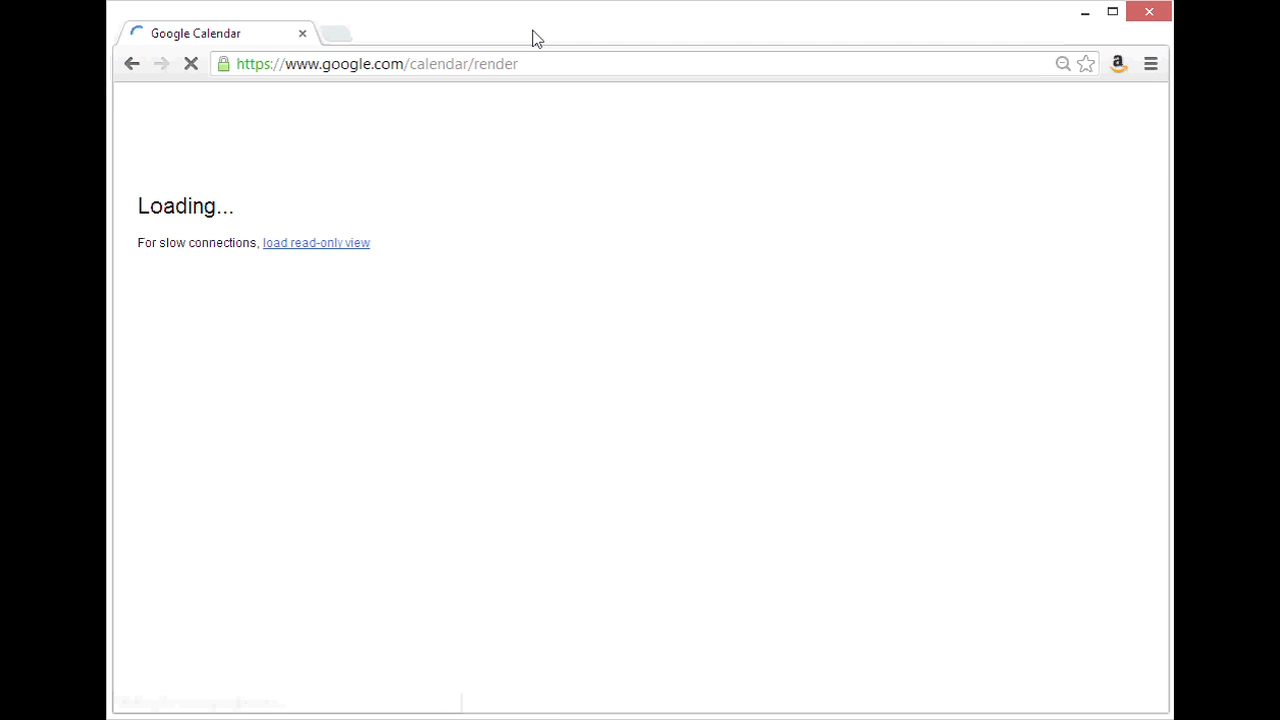 Google Calendar
https://www.google.com/calendar/render
Loading...
For slow connections, load read-only view